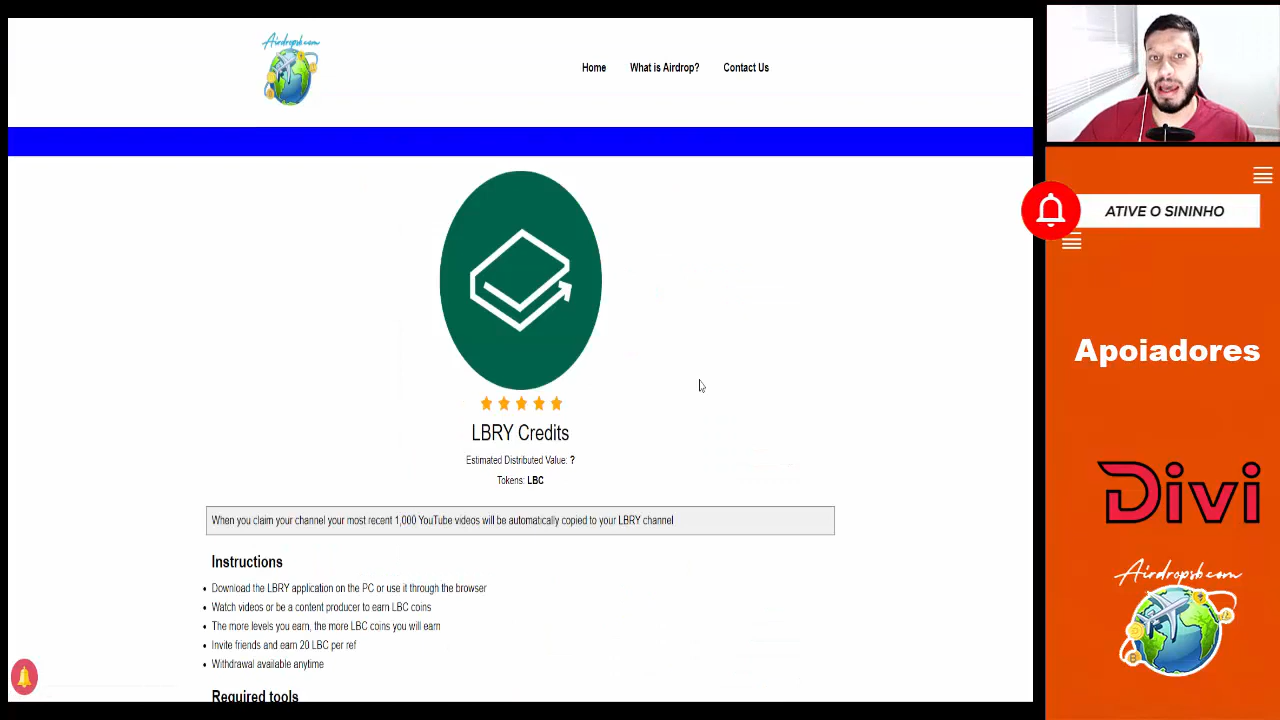 Airdropsb.com
Home
What is Airdrop?
Contact Us
LBRY Credits
Estimated Distributed Value: ?
Tokens: LBC
When you claim your channel your most recent 1,000 YouTube videos will be automatically copied to your LBRY channel
Instructions
Download the LBRY application on the PC or use it through the browser
Watch videos or be a content producer to earn LBC coins
The more levels you earn, the more LBC coins you will earn
Invite friends and earn 20 LBC per ref
Withdrawal available anytime
Required tools
ATIVE O SININHO
Apoiadores
Divi
Airdropsb.com